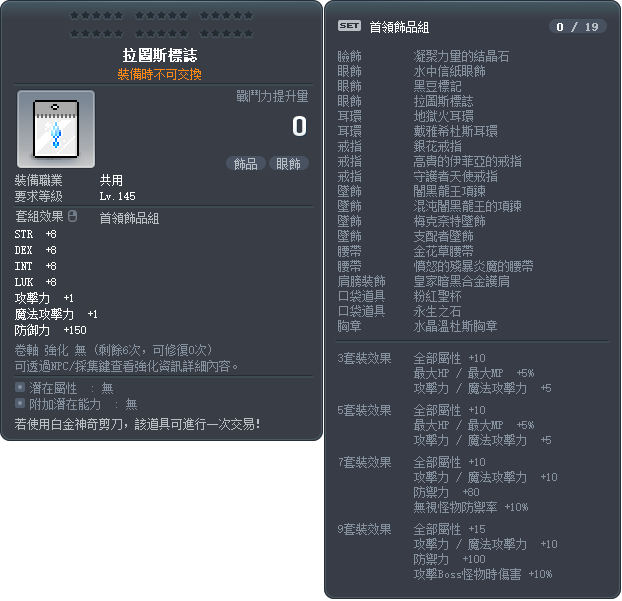 拉圖斯標誌
裝備時不可交換
戰鬥力提升量
0
飾品 眼飾
裝備職業 共用
要求等級 Lv.145
套組效果 首領飾品組
STR +8
DEX +8
INT +8
LUK +8
攻擊力 +1
魔法攻擊力 +1
防御力 +150
卷軸 強化 無 (剩餘6次, 可修復0次)
可透過NPC/採集鍵查看強化資訊詳細內容。
潛在屬性 : 無
附加潛在能力 : 無
若使用白金神奇剪刀, 該道具可進行一次交易!
SET 首領飾品組 0 / 19
臉飾 凝聚力量的結晶石
眼飾 水中信紙眼飾
眼飾 黑豆標記
眼飾 拉圖斯標誌
耳環 地獄火耳環
耳環 戴雅希杜斯耳環
戒指 銀花戒指
戒指 高貴的伊菲亞的戒指
戒指 守護者天使戒指
墜飾 闇黑龍王項鍊
墜飾 混沌闇黑龍王的項鍊
墜飾 梅克奈特墜飾
墜飾 支配者墜飾
腰帶 金花草腰帶
腰帶 憤怒的殘暴炎魔的腰帶
肩膀裝飾 皇家暗黑合金護肩
口袋道具 粉紅聖杯
口袋道具 永生之石
胸章 水晶溫杜斯胸章
3套裝效果 全部屬性 +10
最大HP / 最大MP +5%
攻擊力 / 魔法攻擊力 +5
5套裝效果 全部屬性 +10
最大HP / 最大MP +5%
攻擊力 / 魔法攻擊力 +5
7套裝效果 全部屬性 +10
攻擊力 / 魔法攻擊力 +10
防禦力 +80
無視怪物防禦率 +10%
9套裝效果 全部屬性 +15
攻擊力 / 魔法攻擊力 +10
防禦力 +100
攻擊Boss怪物時傷害 +10%